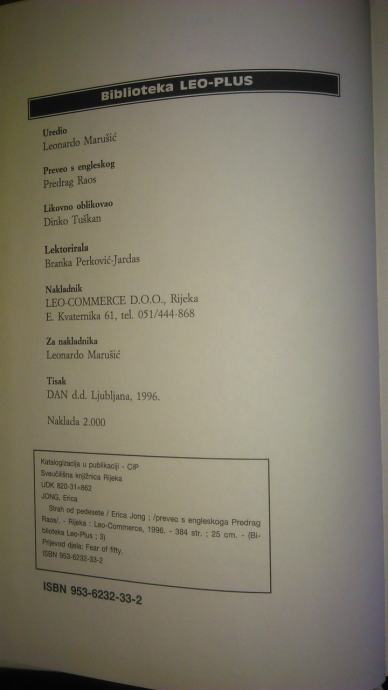 Biblioteka LEO-PLUS
Uredio
Leonardo Marušić
Preveo s engleskog
Predrag Raos
Likovno oblikovao
Dinko Tuškan
Lektorirala
Branka Perković-Jardas
Nakladnik
LEO-COMMERCE D.O.O., Rijeka
E. Kvaternika 61, tel. 051/444-868
Za nakladnika
Leonardo Marušić
Tisak
DAN d.d. Ljubljana, 1996.
Naklada 2.000
Katalogizacija u publikaciji - CIP
Sveučilišna knjižnica Rijeka
UDK 820-31=862
JONG, Erica
Strah od pedesete / Erica Jong ; /preveo s engleskoga Predrag
Raos/. - Rijeka : Leo-Commerce, 1996. - 384 str. ; 25 cm. - (Bi-
blioteka Leo-Plus ; 3)
Prijevod djela: Fear of fifty.
ISBN 953-6232-33-2
ISBN 953-6232-33-2